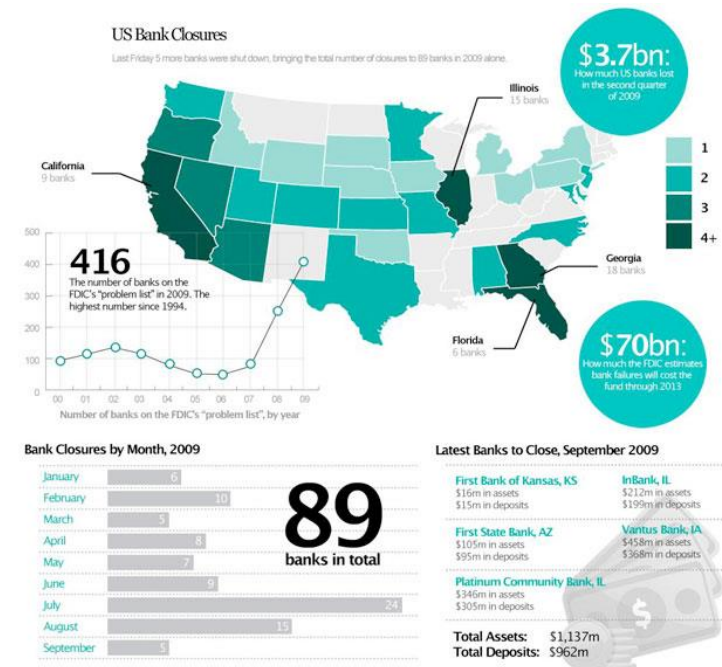 US Bank Closures
Last Friday 5 more banks were shut down, bringing the total number of closures to 89 banks in 2009 alone.
$3.7bn:
How much US banks lost
in the second quarter
of 2009
Illinois
15 banks
California
9 banks
1
2
3
4+
Georgia
18 banks
Florida
6 banks
$70bn:
How much the FDIC estimates
bank failures will cost the
fund through 2013
416
The number of banks on the
FDIC's "problem list" in 2009. The
highest number since 1994.
500
400
300
200
100
0
00 01 02 03 04 05 06 07 08 09
Number of banks on the FDIC's "problem list", by year
Bank Closures by Month, 2009
January 6
February 10
March 5
April 8
May 7
June 9
July 24
August 15
September 5
89
banks in total
Latest Banks to Close, September 2009
First Bank of Kansas, KS
$16m in assets
$15m in deposits
InBank, IL
$212m in assets
$199m in deposits
First State Bank, AZ
$105m in assets
$95m in deposits
Vantus Bank, IA
$458m in assets
$368m in deposits
Platinum Community Bank, IL
$346m in assets
$305m in deposits
Total Assets: $1,137m
Total Deposits: $962m
$